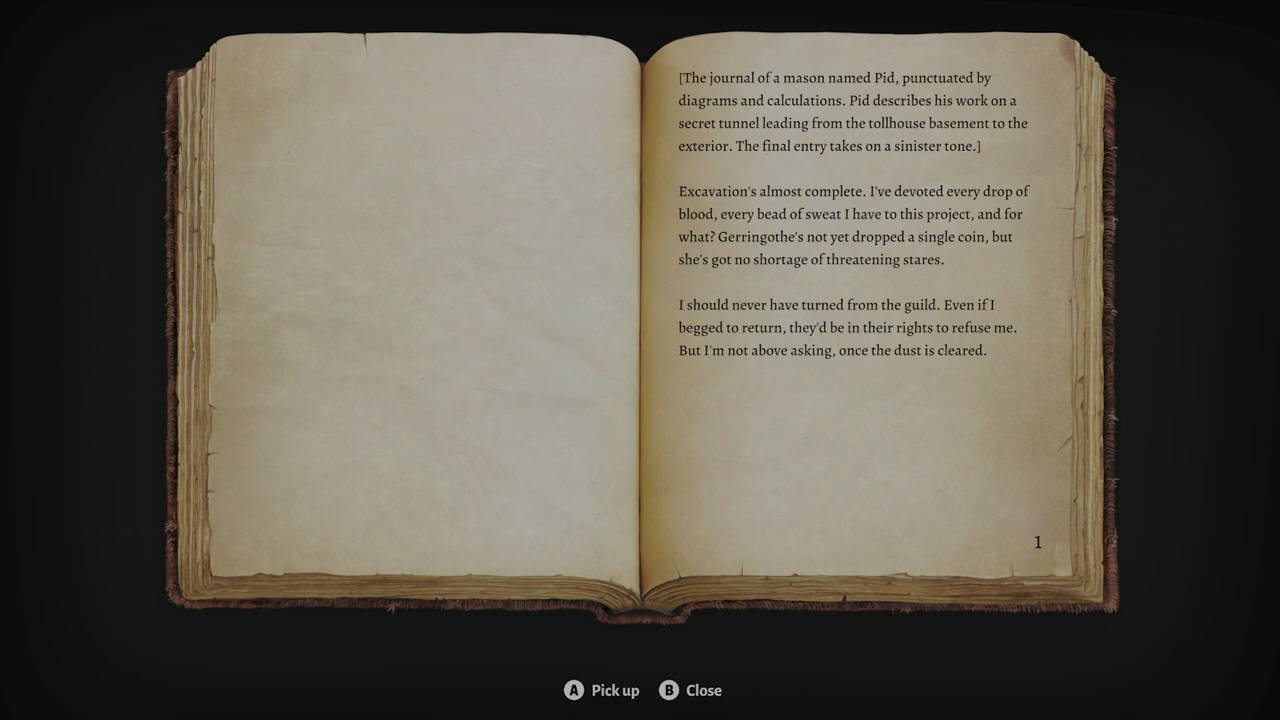 [The journal of a mason named Pid, punctuated by
diagrams and calculations. Pid describes his work on a
secret tunnel leading from the tollhouse basement to the
exterior. The final entry takes on a sinister tone.]
Excavation's almost complete. I've devoted every drop of
blood, every bead of sweat I have to this project, and for
what? Gerringothe's not yet dropped a single coin, but
she's got no shortage of threatening stares.
I should never have turned from the guild. Even if I
begged to return, they'd be in their rights to refuse me.
But I'm not above asking, once the dust is cleared.
1
A Pick up B Close